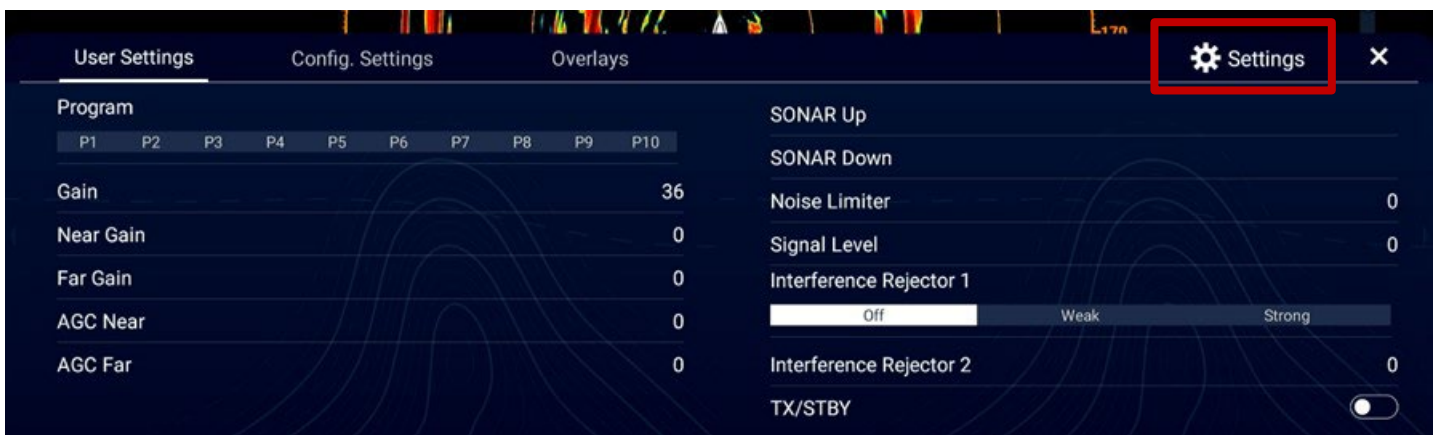 170
User Settings
Config. Settings
Overlays
Settings
Program
P1 P2 P3 P4 P5 P6 P7 P8 P9 P10
Gain 36
Near Gain 0
Far Gain 0
AGC Near 0
AGC Far 0
SONAR Up
SONAR Down
Noise Limiter 0
Signal Level 0
Interference Rejector 1
Off Weak Strong
Interference Rejector 2 0
TX/STBY